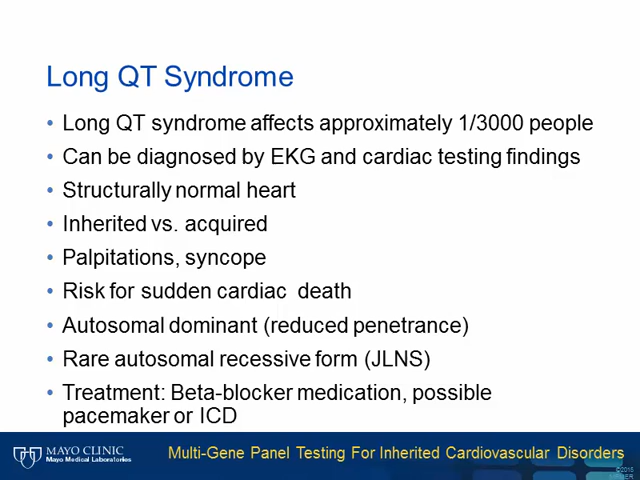 Long QT Syndrome
• Long QT syndrome affects approximately 1/3000 people
• Can be diagnosed by EKG and cardiac testing findings
• Structurally normal heart
• Inherited vs. acquired
• Palpitations, syncope
• Risk for sudden cardiac death
• Autosomal dominant (reduced penetrance)
• Rare autosomal recessive form (JLNS)
• Treatment: Beta-blocker medication, possible
pacemaker or ICD
MAYO CLINIC
Mayo Medical Laboratories
Multi-Gene Panel Testing For Inherited Cardiovascular Disorders